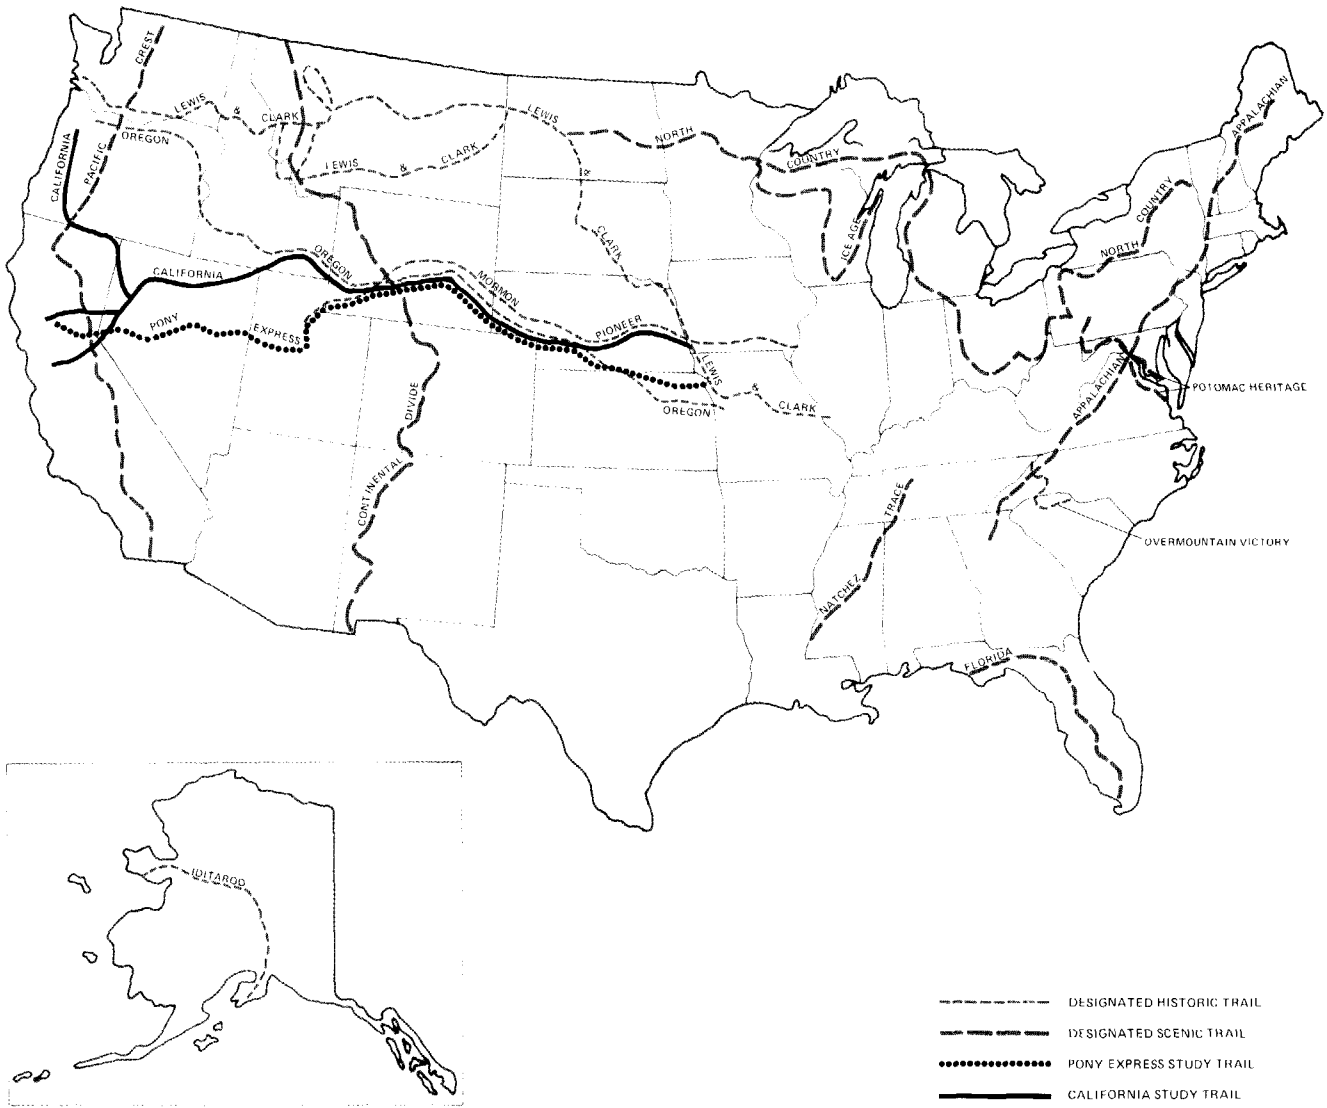 CREST
PACIFIC
LEWIS & CLARK
OREGON
CALIFORNIA
LEWIS & CLARK
LEWIS
&
CLARK
NORTH
COUNTRY
ICE AGE
APPALACHIAN
COUNTRY
NORTH
CALIFORNIA
OREGON
MORMON
PIONEER
PONY
EXPRESS
LEWIS
& CLARK
OREGON
DIVIDE
CONTINENTAL
APPALACHIAN
POTOMAC HERITAGE
TRACE
NATCHEZ
OVERMOUNTAIN VICTORY
FLORIDA
IDITAROD
DESIGNATED HISTORIC TRAIL
DESIGNATED SCENIC TRAIL
PONY EXPRESS STUDY TRAIL
CALIFORNIA STUDY TRAIL